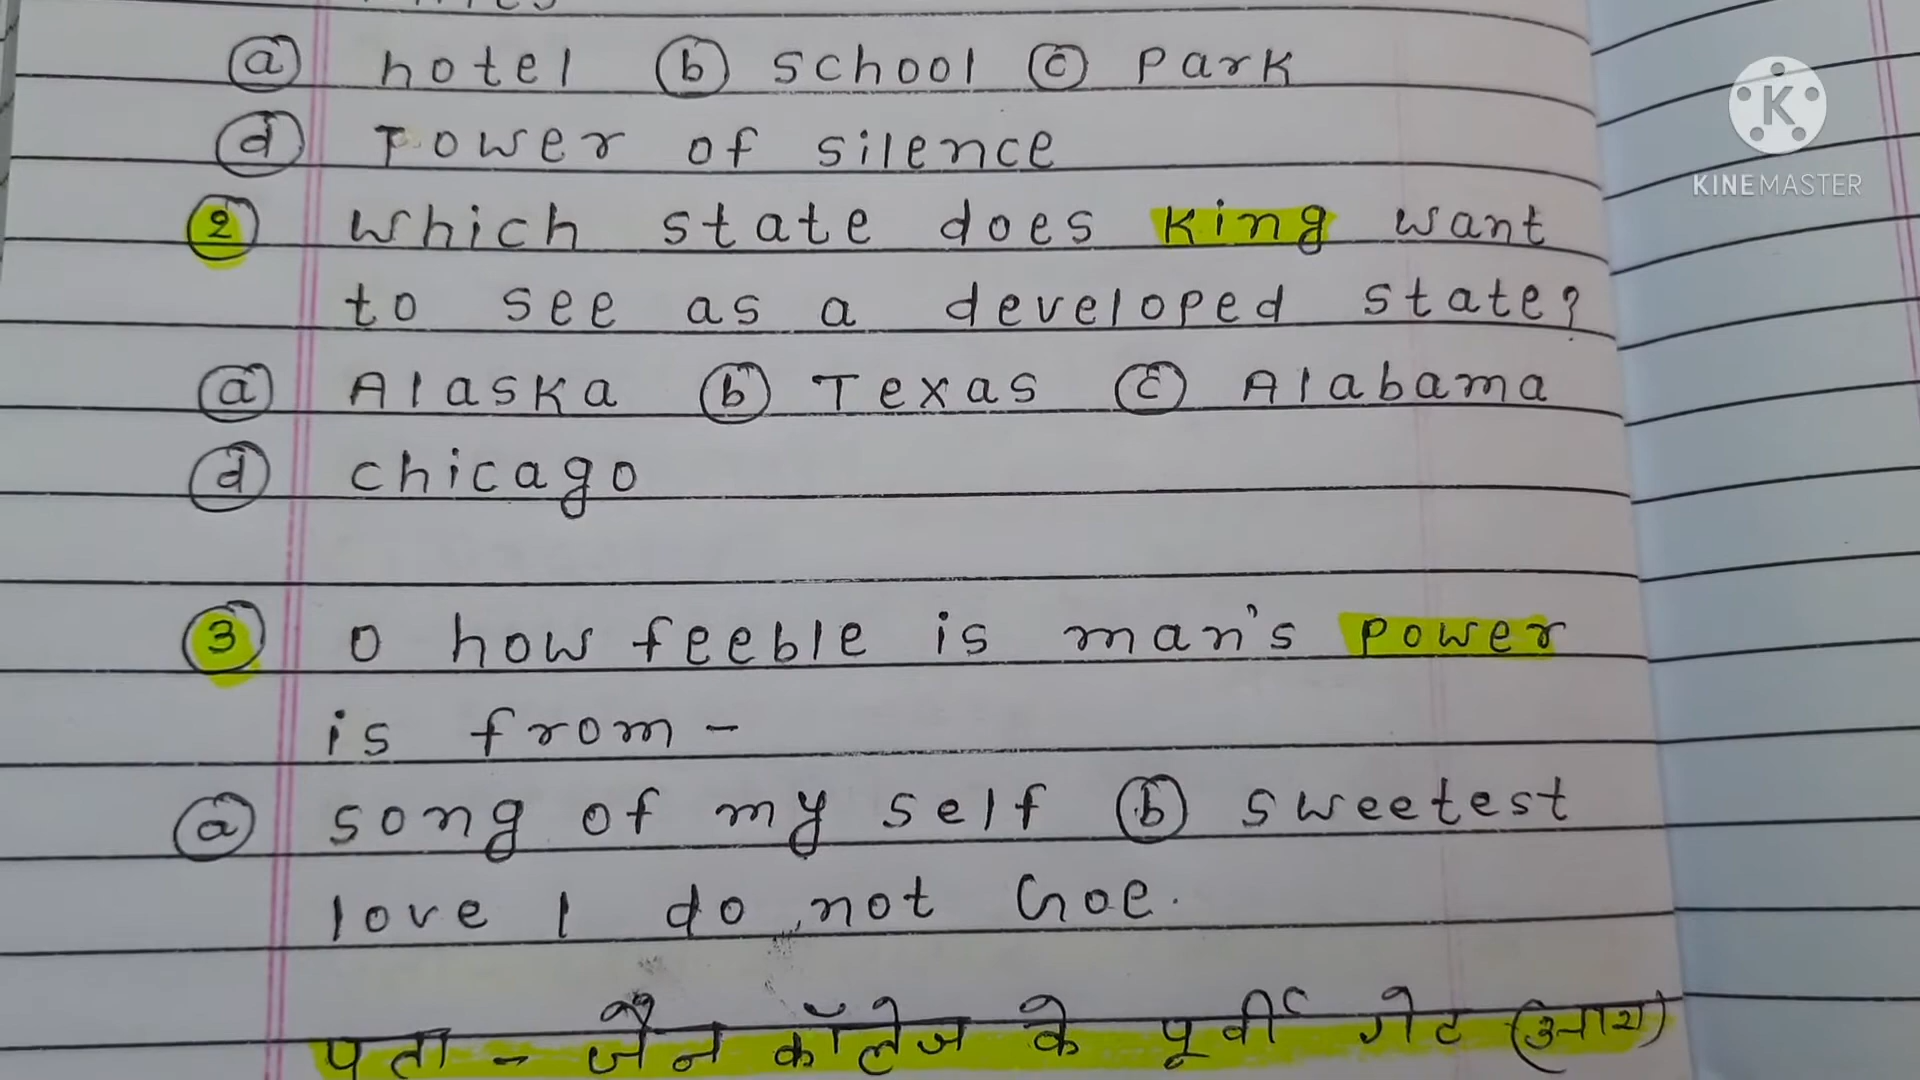 ⓐ hotel ⓑ school ⓒ Park
ⓓ Tower of silence
② which state does king want
to see as a developed state?
ⓐ Alaska ⓑ Texas ⓒ Alabama
ⓓ chicago
③ O how feeble is man's power
is from -
ⓐ song of my self ⓑ sweetest
love I do not Goe.
पता - जैन कॉलेज के पूर्वी गेट (आरा)
K
KINEMASTER